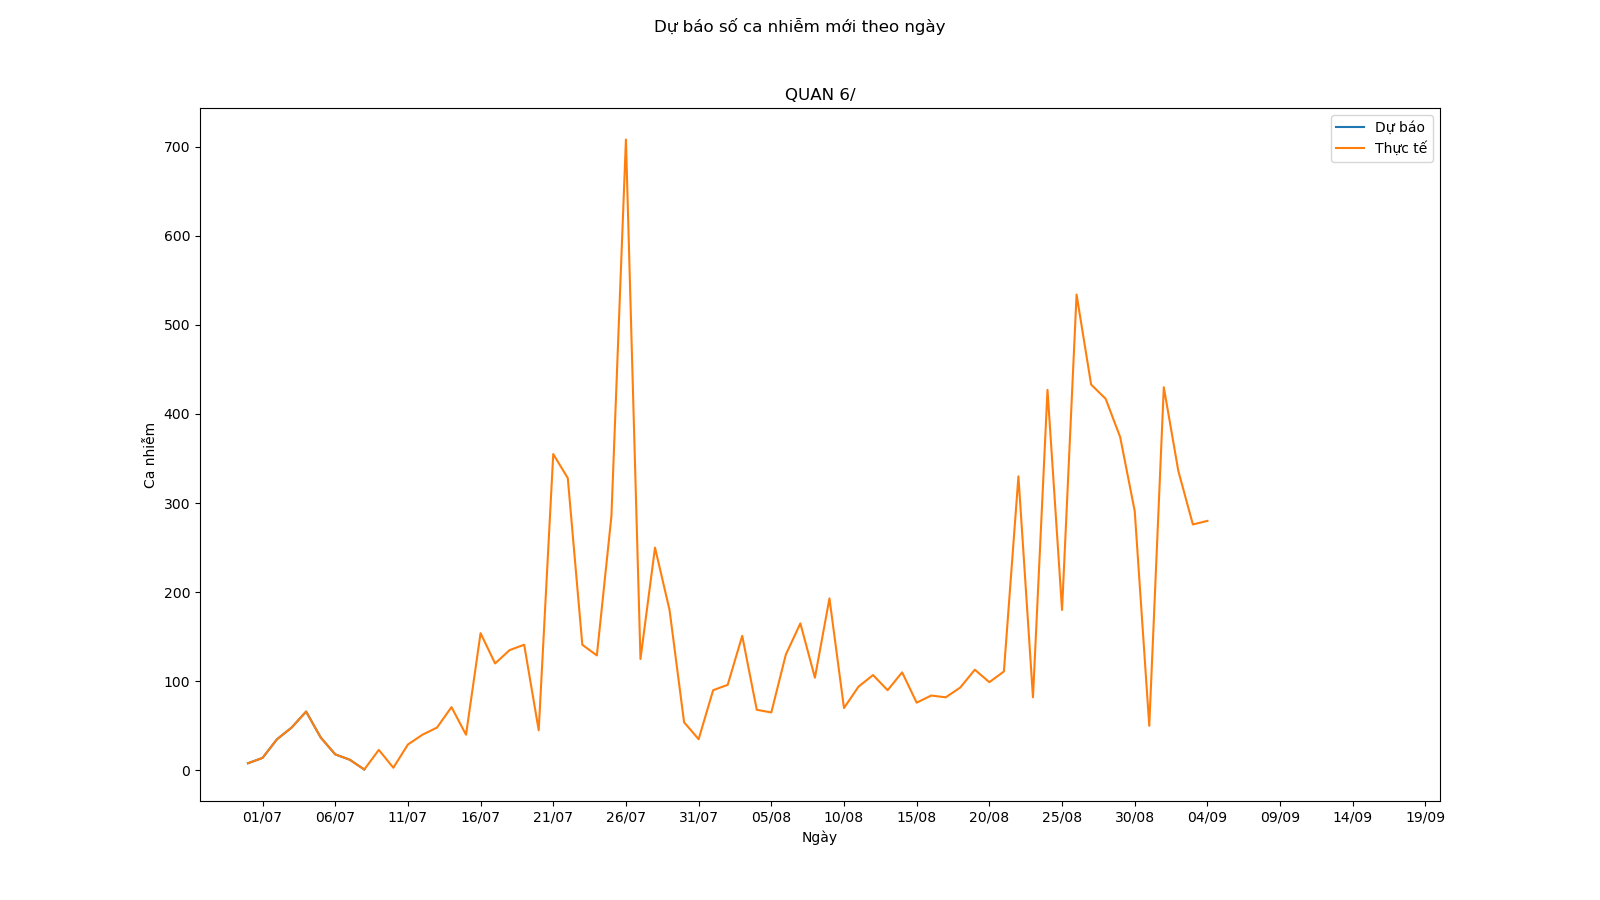 Dự báo số ca nhiễm mới theo ngày
QUAN 6/
Dự báo
Thực tế
700
600
500
400
300
200
100
0
Ca nhiễm
01/07 06/07 11/07 16/07 21/07 26/07 31/07 05/08 10/08 15/08 20/08 25/08 30/08 04/09 09/09 14/09 19/09
Ngày